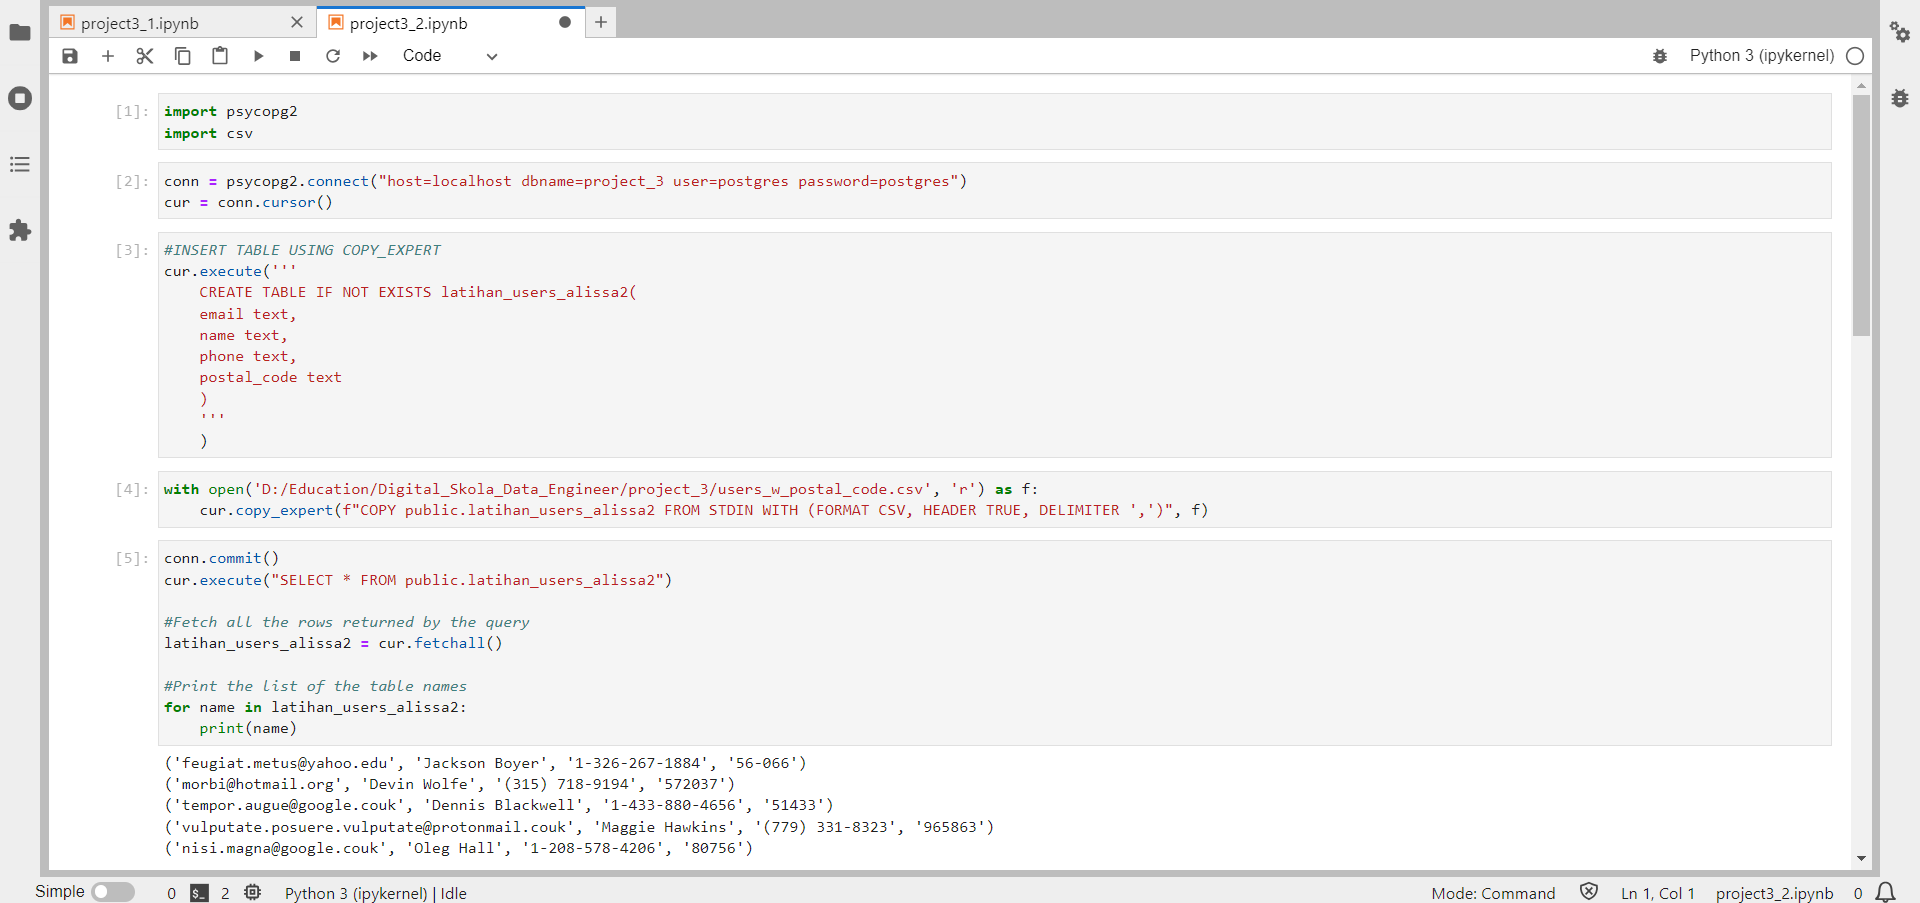 project3_1.ipynb
project3_2.ipynb
Code
Python 3 (ipykernel)
[1]:
import psycopg2
import csv
[2]:
conn = psycopg2.connect("host=localhost dbname=project_3 user=postgres password=postgres")
cur = conn.cursor()
[3]:
#INSERT TABLE USING COPY_EXPERT
cur.execute('''
    CREATE TABLE IF NOT EXISTS latihan_users_alissa2(
    email text,
    name text,
    phone text,
    postal_code text
    )
    '''
    )
[4]:
with open('D:/Education/Digital_Skola_Data_Engineer/project_3/users_w_postal_code.csv', 'r') as f:
    cur.copy_expert(f"COPY public.latihan_users_alissa2 FROM STDIN WITH (FORMAT CSV, HEADER TRUE, DELIMITER ',')", f)
[5]:
conn.commit()
cur.execute("SELECT * FROM public.latihan_users_alissa2")
#Fetch all the rows returned by the query
latihan_users_alissa2 = cur.fetchall()
#Print the list of the table names
for name in latihan_users_alissa2:
    print(name)
('feugiat.metus@yahoo.edu', 'Jackson Boyer', '1-326-267-1884', '56-066')
('morbi@hotmail.org', 'Devin Wolfe', '(315) 718-9194', '572037')
('tempor.augue@google.couk', 'Dennis Blackwell', '1-433-880-4656', '51433')
('vulputate.posuere.vulputate@protonmail.couk', 'Maggie Hawkins', '(779) 331-8323', '965863')
('nisi.magna@google.couk', 'Oleg Hall', '1-208-578-4206', '80756')
Simple 0 $_ 2 Python 3 (ipykernel) | Idle Mode: Command Ln 1, Col 1 project3_2.ipynb 0